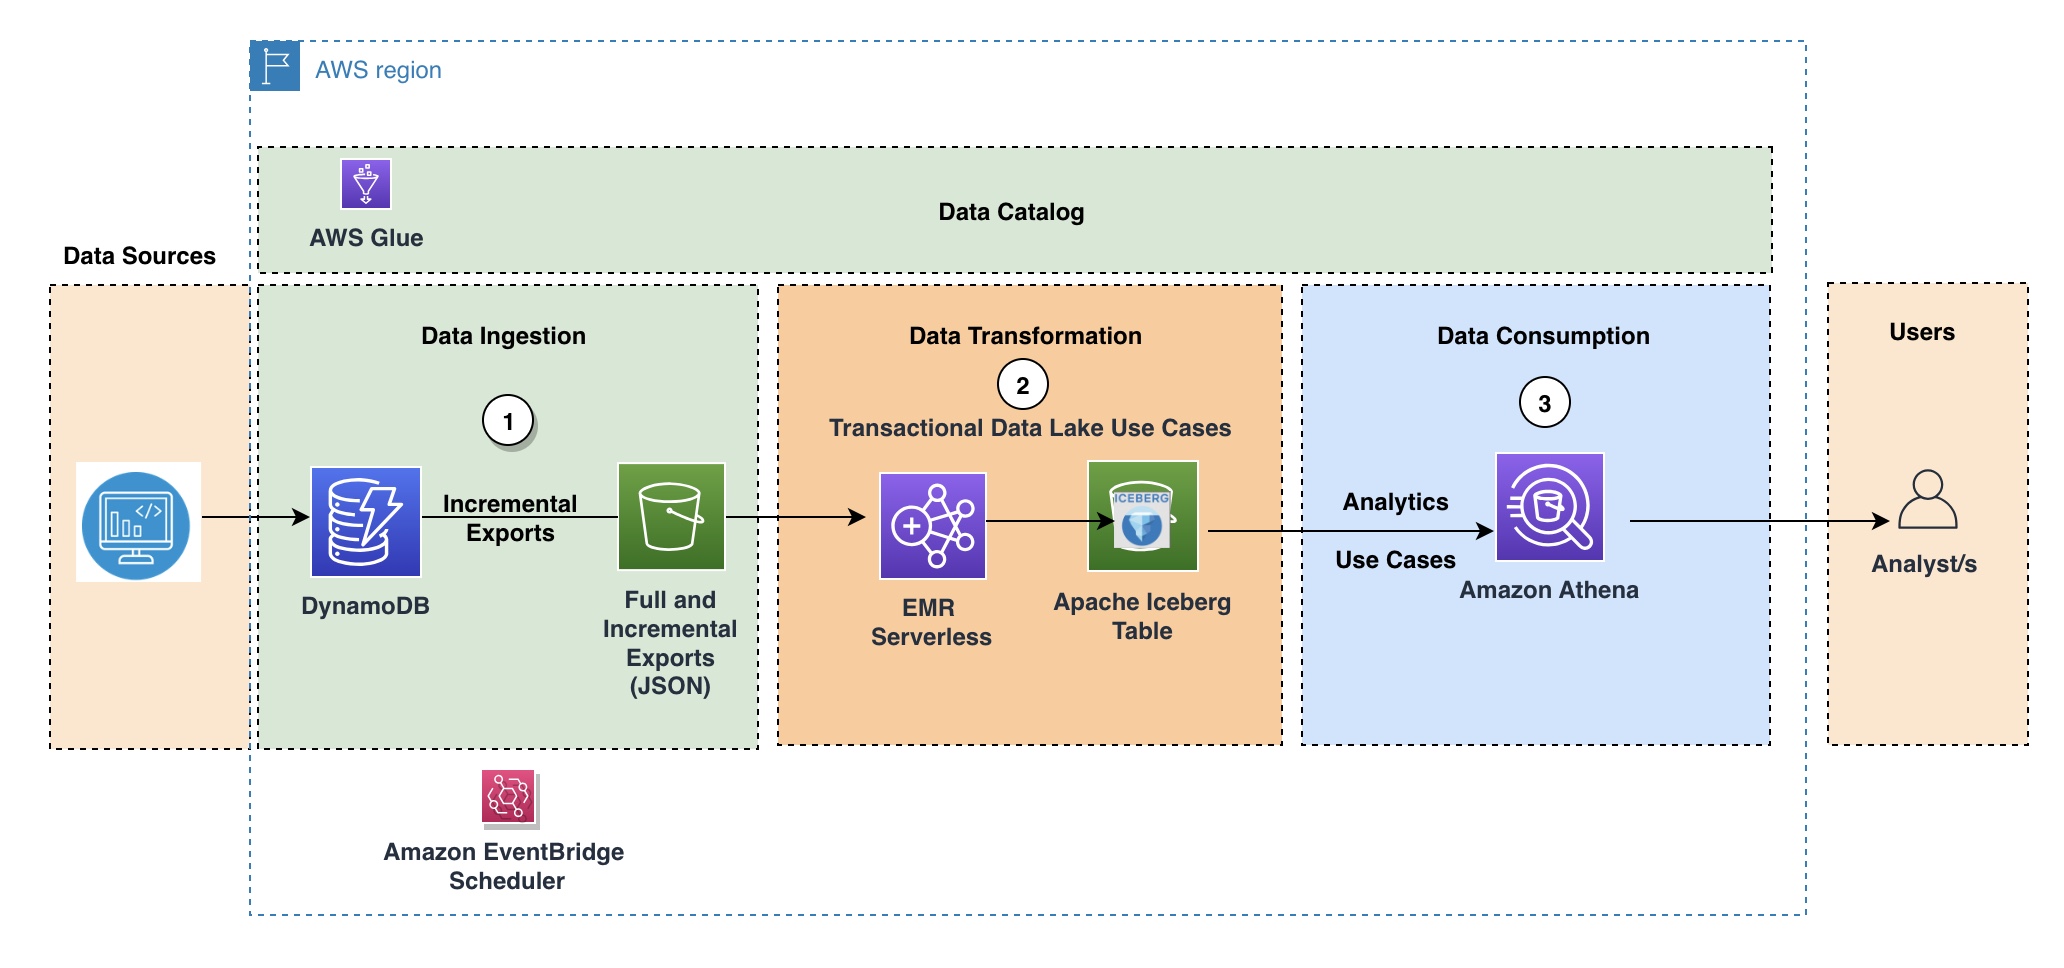 AWS region
AWS Glue
Data Catalog
Data Sources
Data Ingestion
1
DynamoDB
Incremental
Exports
Full and
Incremental
Exports
(JSON)
Data Transformation
2
Transactional Data Lake Use Cases
EMR
Serverless
ICEBERG
Apache Iceberg
Table
Data Consumption
3
Analytics
Use Cases
Amazon Athena
Users
Analyst/s
Amazon EventBridge
Scheduler